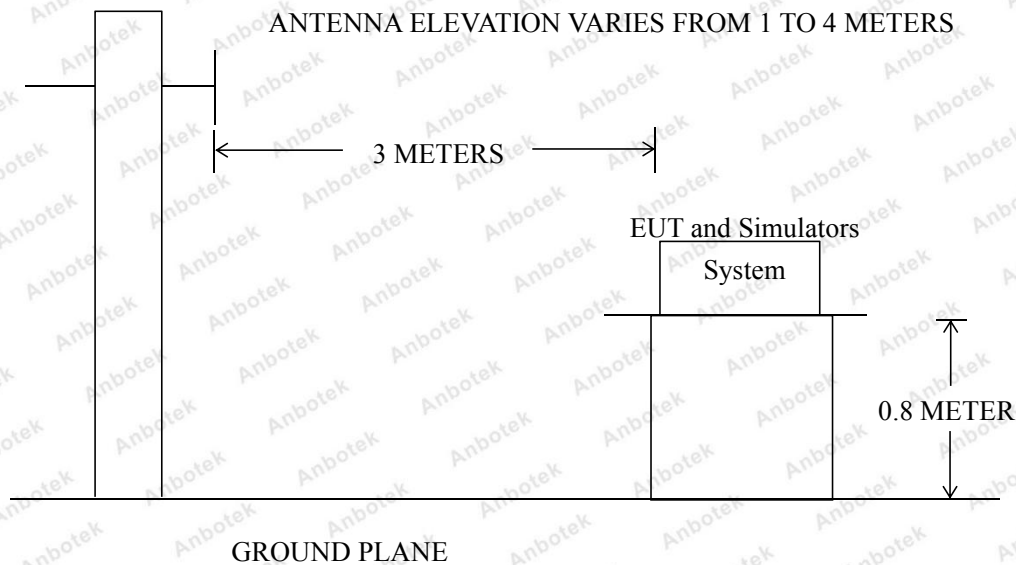 ANTENNA ELEVATION VARIES FROM 1 TO 4 METERS
3 METERS
EUT and Simulators
System
0.8 METER
GROUND PLANE
Anbotek